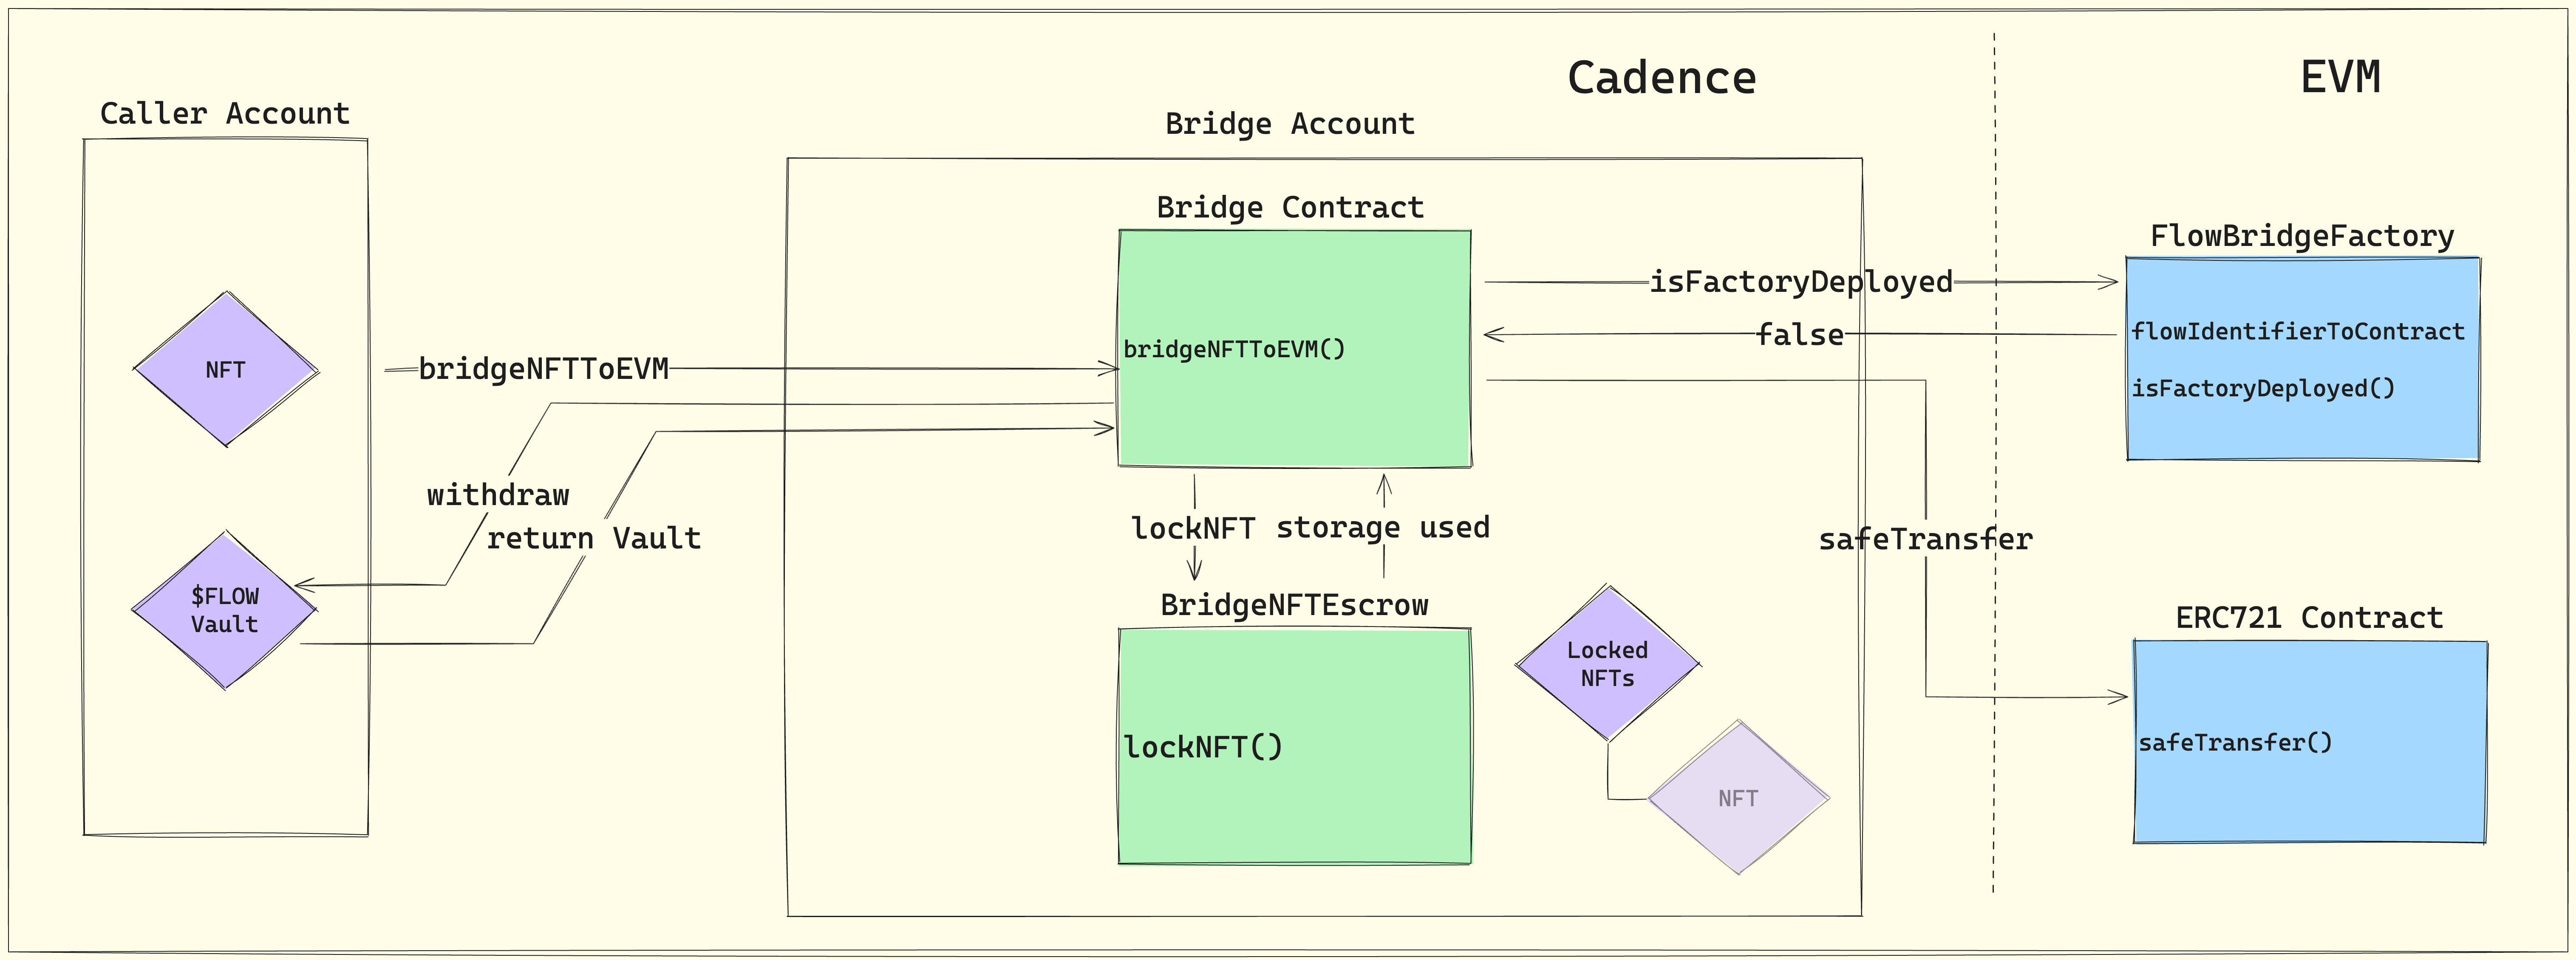 Cadence
EVM
Caller Account
Bridge Account
Bridge Contract
FlowBridgeFactory
isFactoryDeployed
false
flowIdentifierToContract
isFactoryDeployed()
bridgeNFTToEVM()
NFT
bridgeNFTToEVM
withdraw
return Vault
lockNFT
storage used
safeTransfer
$FLOW
Vault
BridgeNFTEscrow
ERC721 Contract
Locked
NFTs
lockNFT()
safeTransfer()
NFT